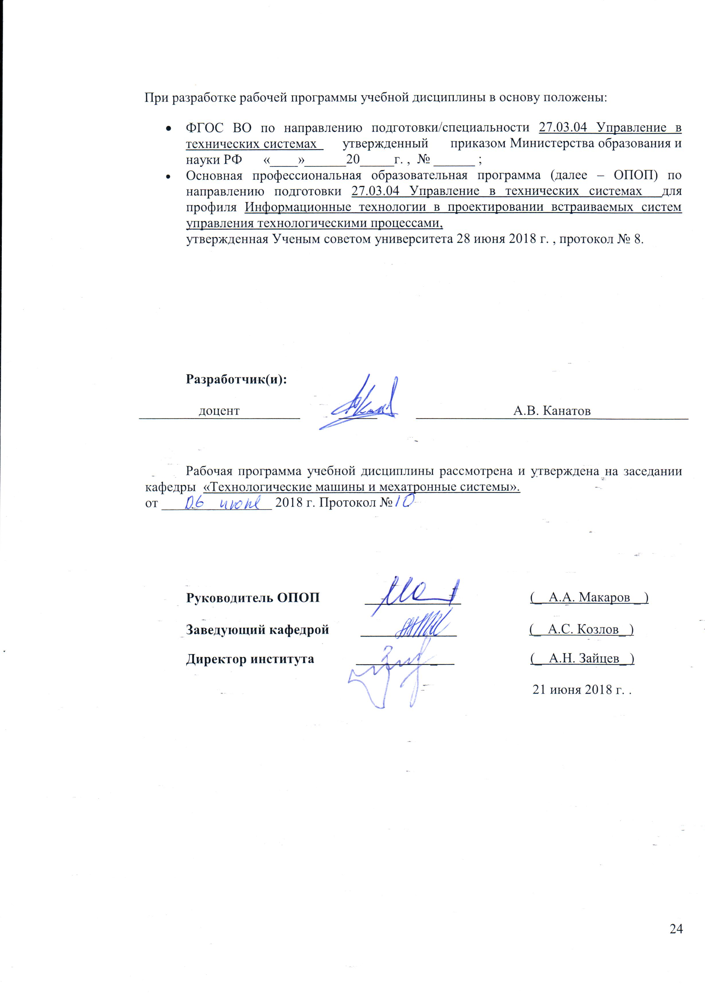 При разработке рабочей программы учебной дисциплины в основу положены:
• ФГОС ВО по направлению подготовки/специальности 27.03.04 Управление в
технических системах утвержденный приказом Министерства образования и
науки РФ «____»______20_____г. , № ______ ;
• Основная профессиональная образовательная программа (далее – ОПОП) по
направлению подготовки 27.03.04 Управление в технических системах для
профиля Информационные технологии в проектировании встраиваемых систем
управления технологическими процессами,
утвержденная Ученым советом университета 28 июня 2018 г. , протокол № 8.
Разработчик(и):
доцент А.В. Канатов
Рабочая программа учебной дисциплины рассмотрена и утверждена на заседании
кафедры «Технологические машины и мехатронные системы».
от 06 июня 2018 г. Протокол №10
Руководитель ОПОП (_ А.А. Макаров _ )
Заведующий кафедрой (_ А.С. Козлов_ )
Директор института (_ А.Н. Зайцев_ )
21 июня 2018 г. .
24